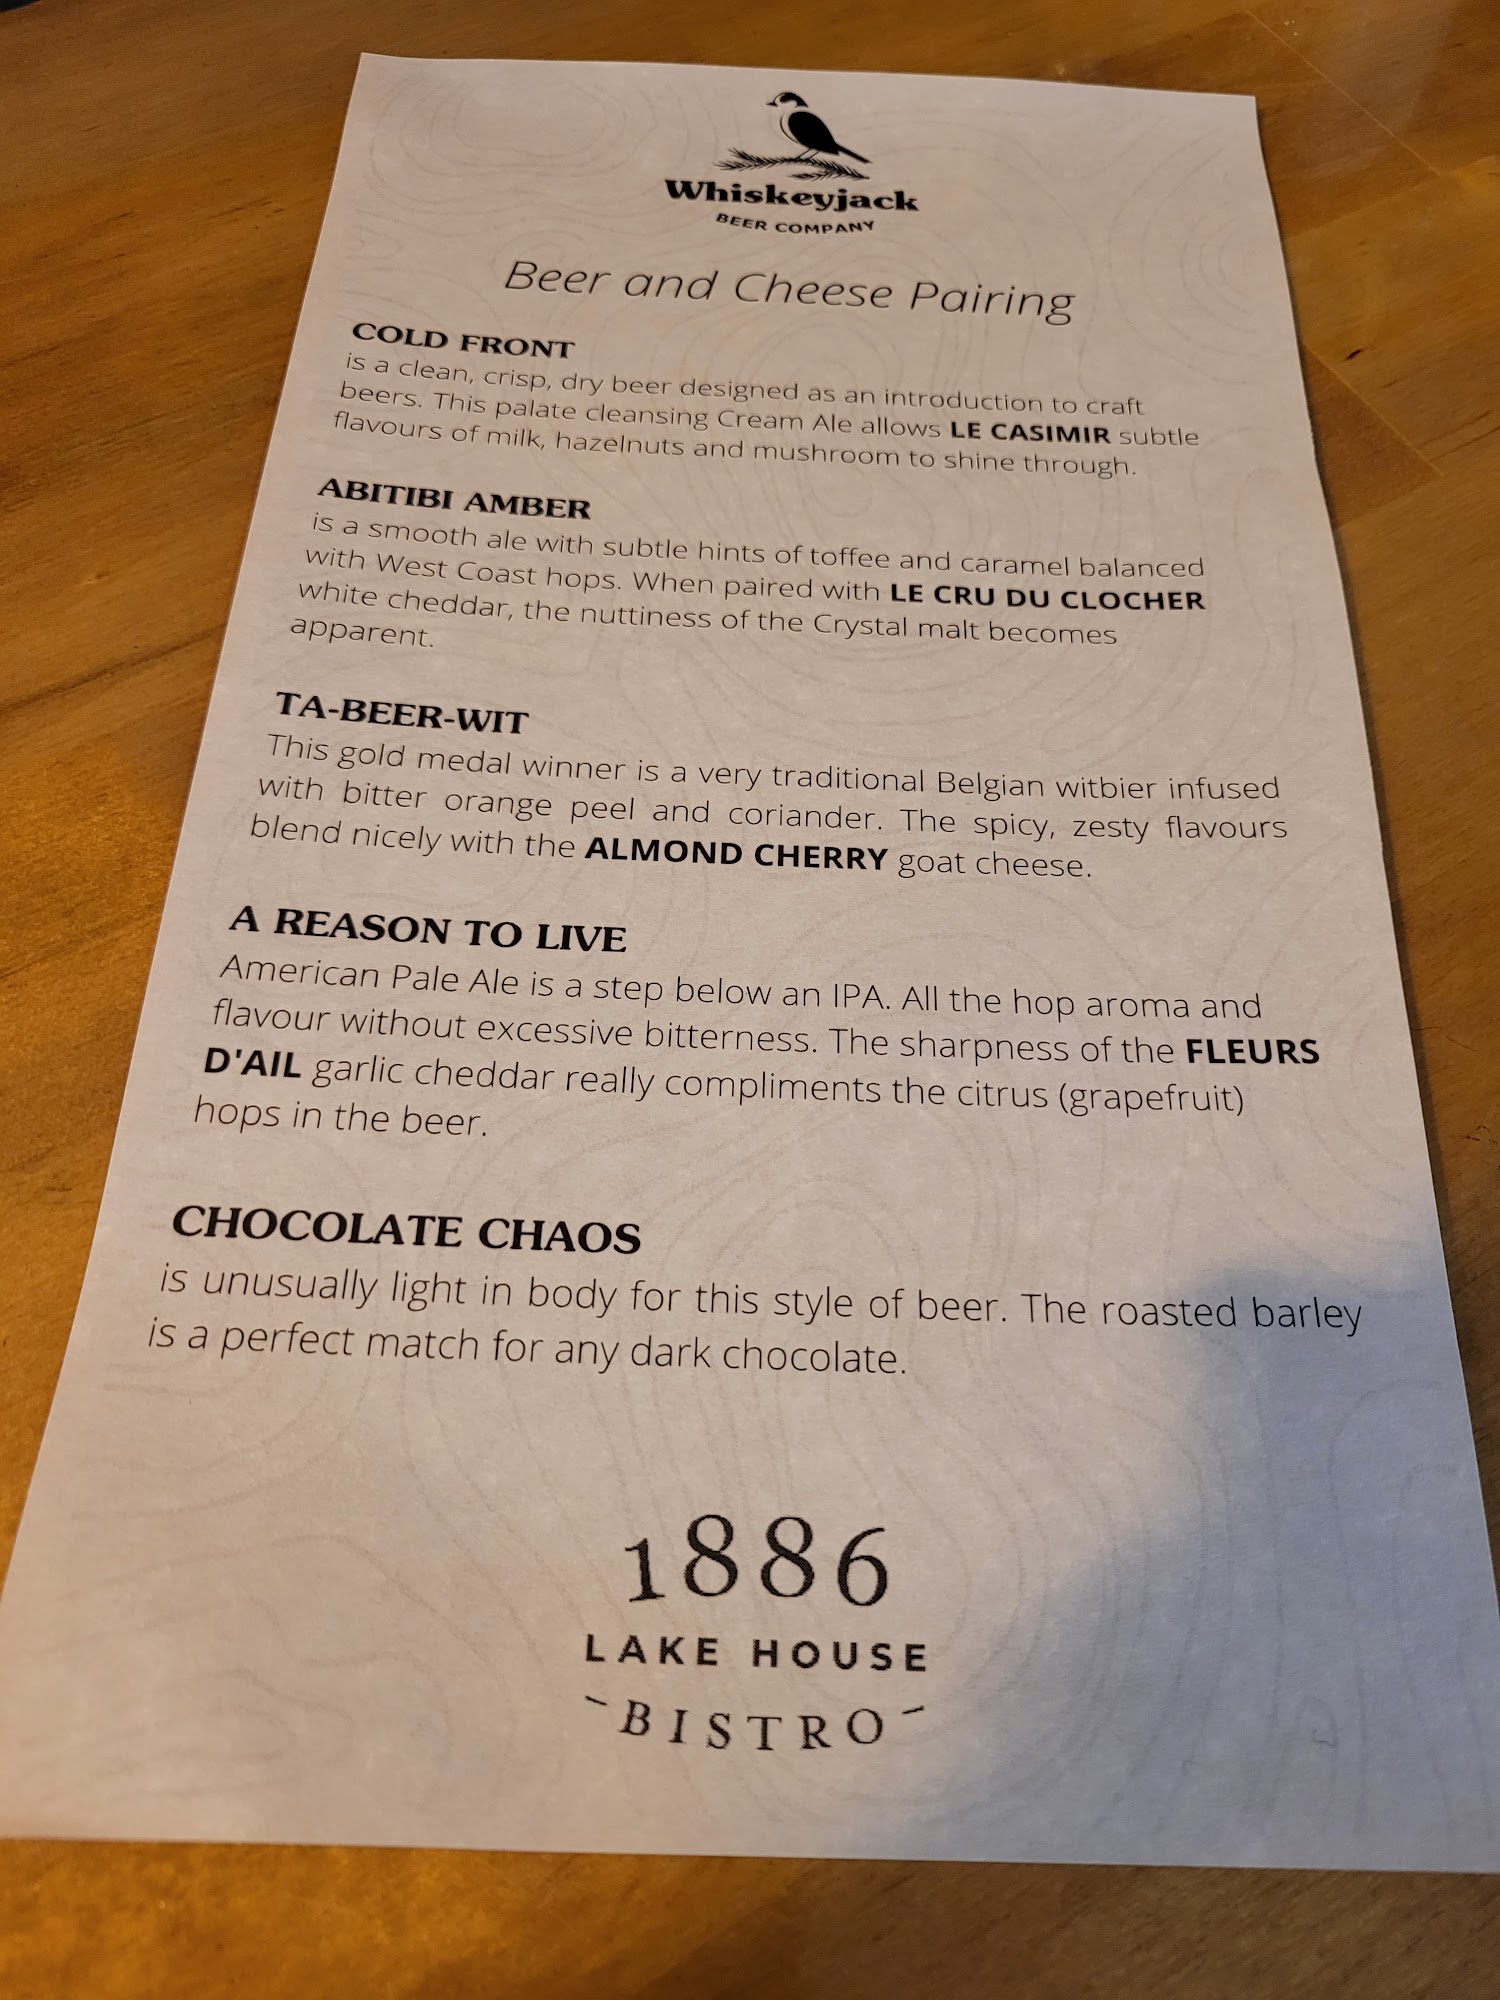 Whiskeyjack
BEER COMPANY
Beer and Cheese Pairing
COLD FRONT
is a clean, crisp, dry beer designed as an introduction to craft
beers. This palate cleansing Cream Ale allows LE CASIMIR subtle
flavours of milk, hazelnuts and mushroom to shine through.
ABITIBI AMBER
is a smooth ale with subtle hints of toffee and caramel balanced
with West Coast hops. When paired with LE CRU DU CLOCHER
white cheddar, the nuttiness of the Crystal malt becomes
apparent.
TA-BEER-WIT
This gold medal winner is a very traditional Belgian witbier infused
with bitter orange peel and coriander. The spicy, zesty flavours
blend nicely with the ALMOND CHERRY goat cheese.
A REASON TO LIVE
American Pale Ale is a step below an IPA. All the hop aroma and
flavour without excessive bitterness. The sharpness of the FLEURS
D'AIL garlic cheddar really compliments the citrus (grapefruit)
hops in the beer.
CHOCOLATE CHAOS
is unusually light in body for this style of beer. The roasted barley
is a perfect match for any dark chocolate.
1886
LAKE HOUSE
BISTRO